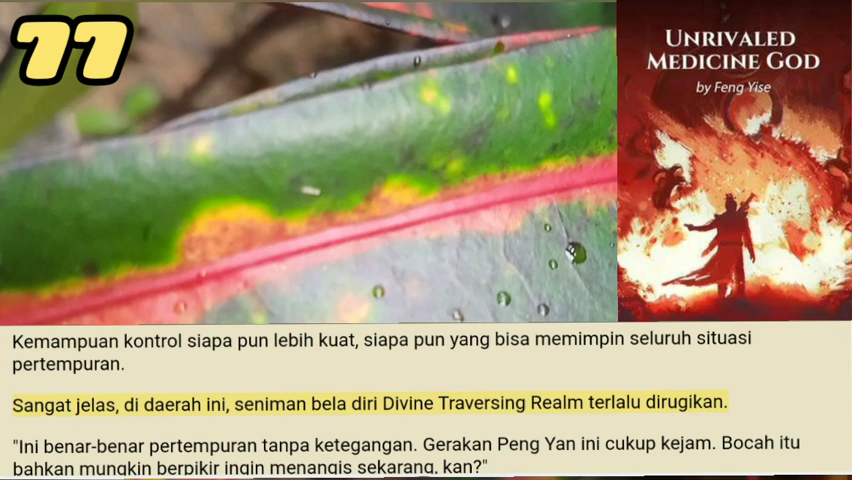 77
UNRIVALED
MEDICINE GOD
by Feng Yise
Kemampuan kontrol siapa pun lebih kuat, siapa pun yang bisa memimpin seluruh situasi
pertempuran.
Sangat jelas, di daerah ini, seniman bela diri Divine Traversing Realm terlalu dirugikan.
"Ini benar-benar pertempuran tanpa ketegangan. Gerakan Peng Yan ini cukup kejam. Bocah itu
bahkan mungkin berpikir ingin menangis sekarang, kan?"